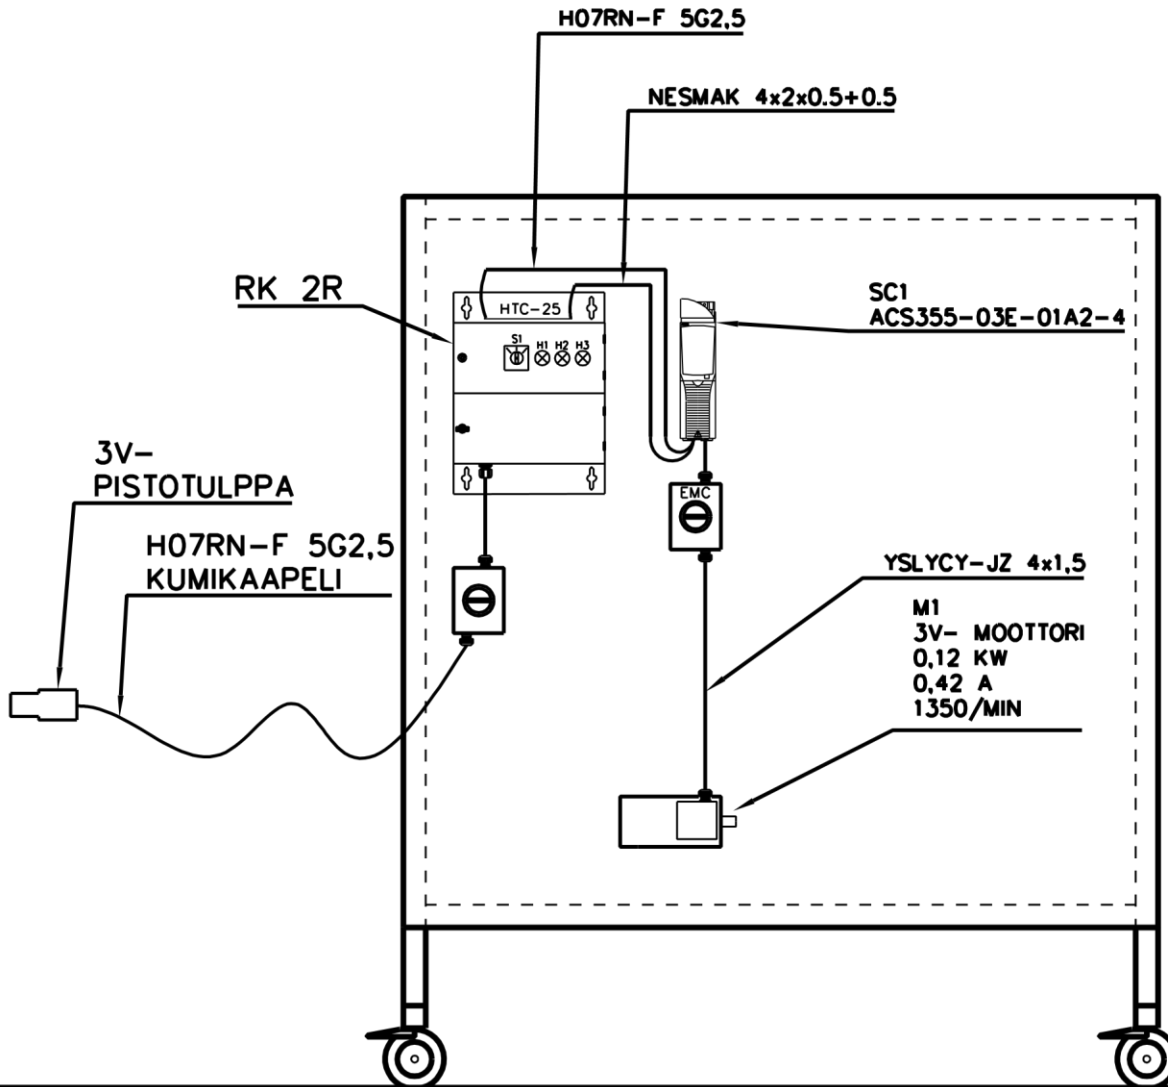 H07RN-F 5G2,5
NESMAK 4x2x0.5+0.5
RK 2R
HTC-25
S1 H1 H2 H3
SC1
ACS355-03E-01A2-4
3V-
PISTOTULPPA
H07RN-F 5G2,5
KUMIKAAPELI
EMC
YSLYCY-JZ 4x1,5
M1
3V- MOOTTORI
0,12 KW
0,42 A
1350/MIN